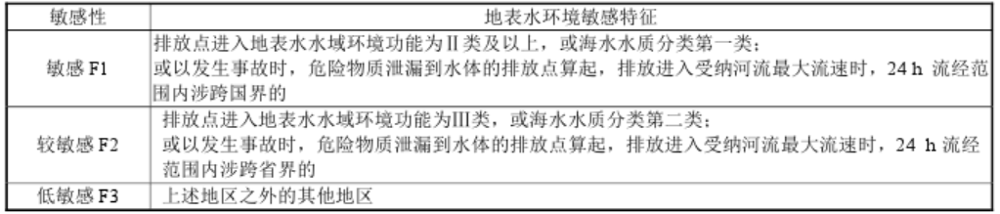 敏感性 地表水环境敏感特征
敏感 F1
排放点进入地表水水域环境功能为Ⅱ类及以上，或海水水质分类第一类；
或以发生事故时，危险物质泄漏到水体的排放点算起，排放进入受纳河流最大流速时，24 h 流经范
围内涉跨国界的
较敏感 F2
排放点进入地表水水域环境功能为Ⅲ类，或海水水质分类第二类；
或以发生事故时，危险物质泄漏到水体的排放点算起，排放进入受纳河流最大流速时，24 h 流经
范围内涉跨省界的
低敏感 F3 上述地区之外的其他地区